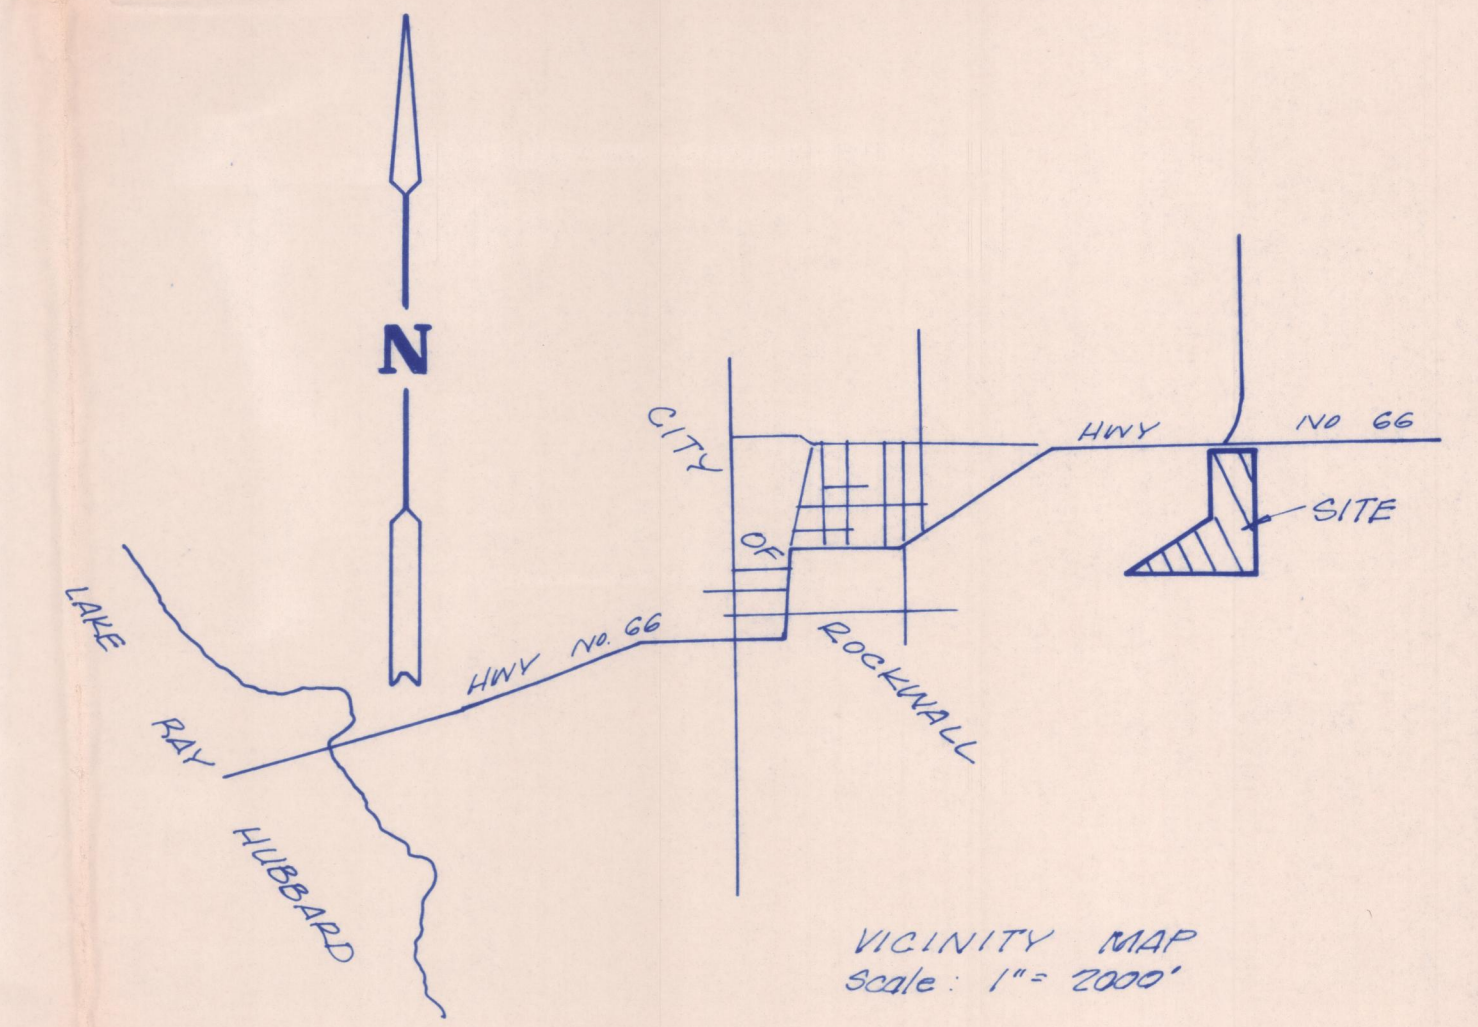 N
CITY
OF
ROCKWALL
HWY NO 66
SITE
HWY NO. 66
LAKE
RAY
HUBBARD
VICINITY MAP
Scale: 1" = 2000'